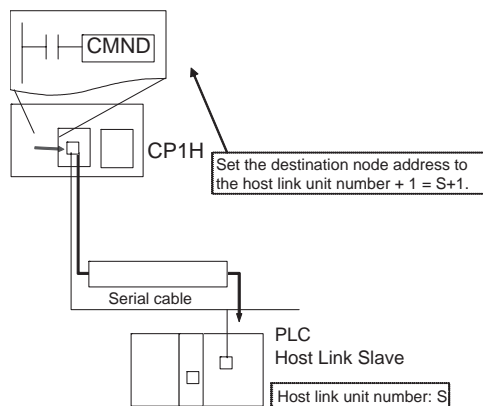 CMND
CP1H
Set the destination node address to
the host link unit number + 1 = S+1.
Serial cable
PLC
Host Link Slave
Host link unit number: S